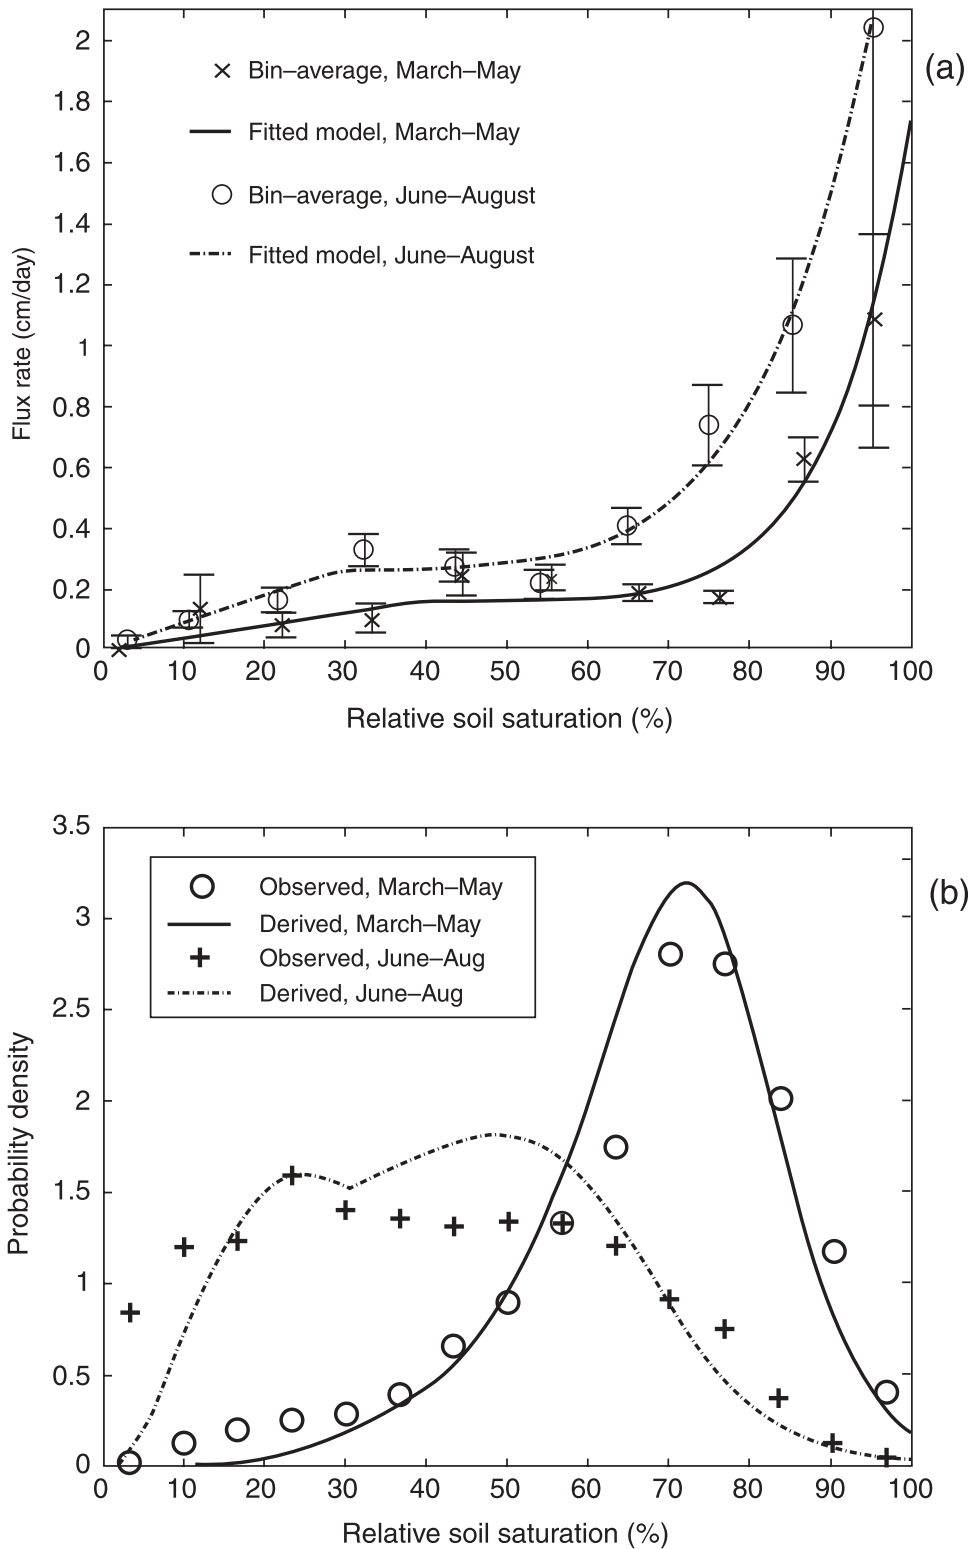 (a)
2
1.8
1.6
1.4
1.2
1
0.8
0.6
0.4
0.2
0
Flux rate (cm/day)
Bin–average, March–May
Fitted model, March–May
Bin–average, June–August
Fitted model, June–August
0 10 20 30 40 50 60 70 80 90 100
Relative soil saturation (%)
(b)
3.5
3
2.5
2
1.5
1
0.5
0
Probability density
Observed, March–May
Derived, March–May
Observed, June–Aug
Derived, June–Aug
0 10 20 30 40 50 60 70 80 90 100
Relative soil saturation (%)